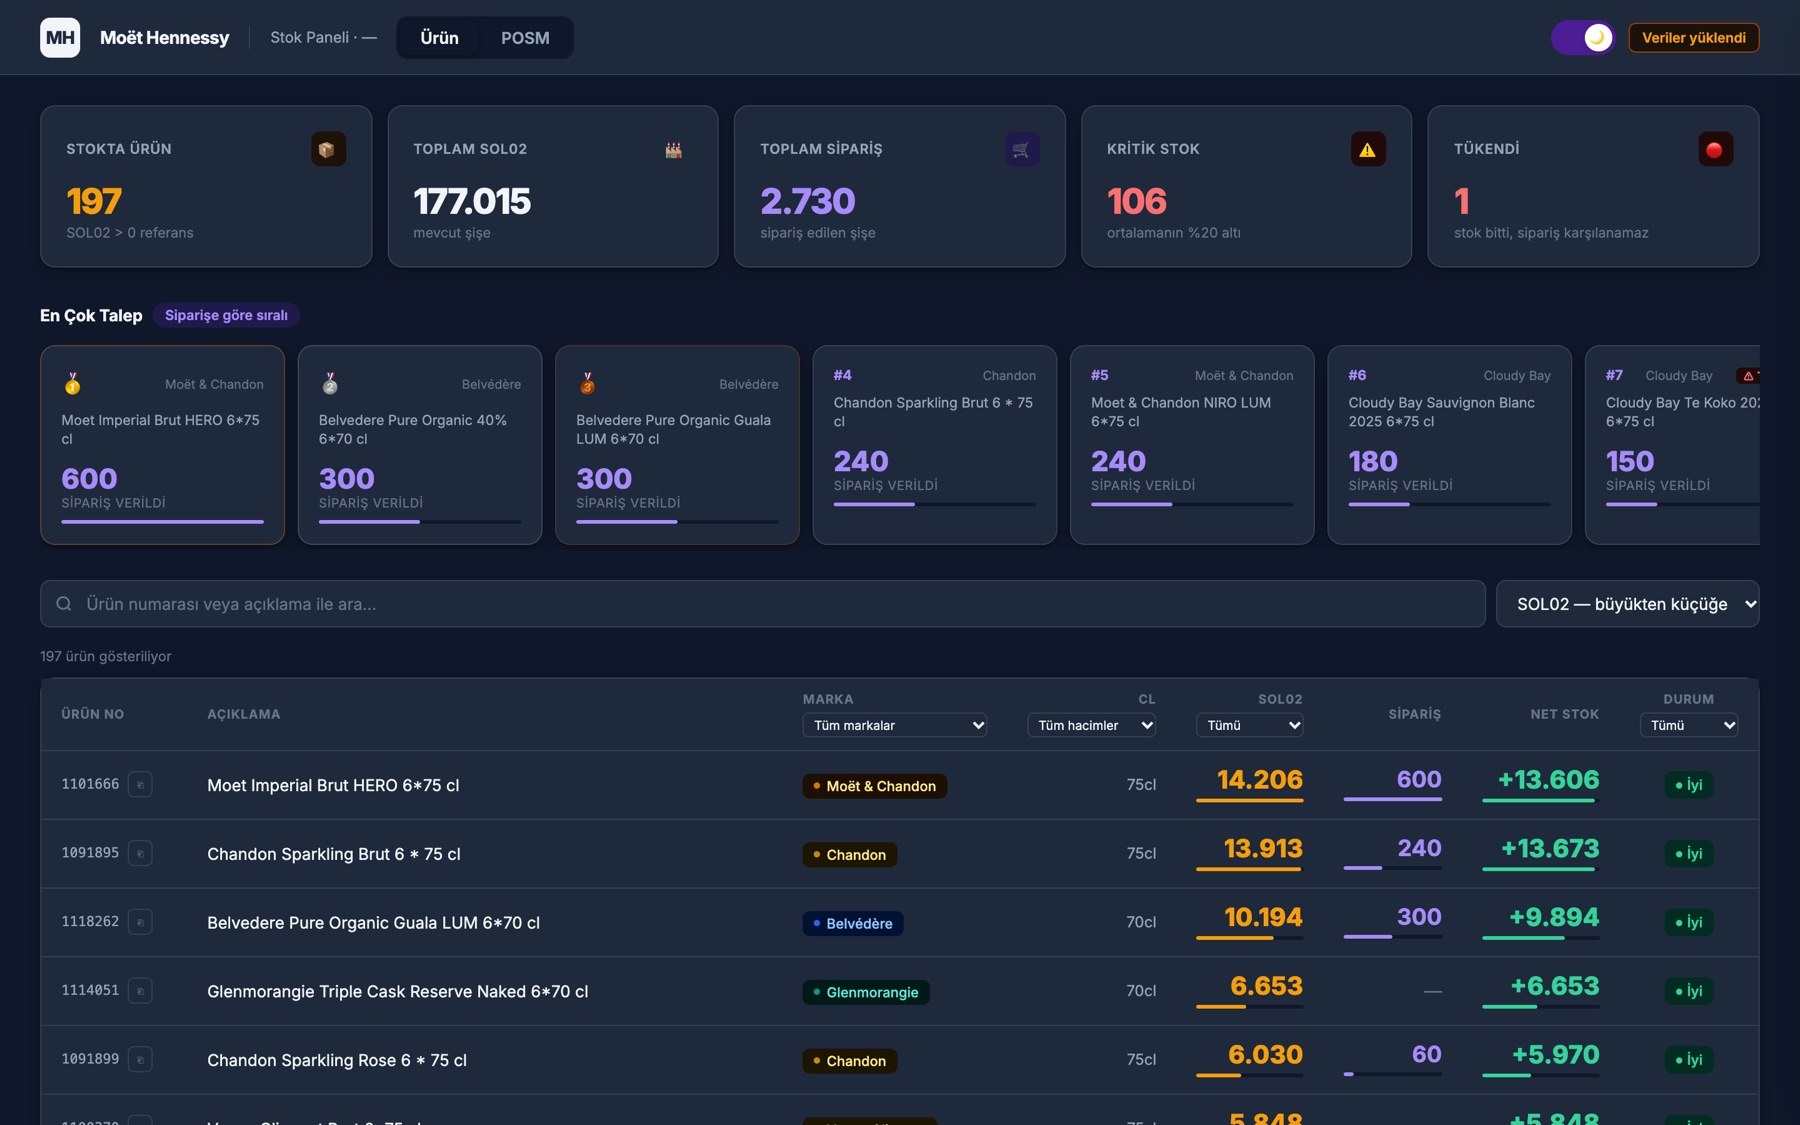 MH Moët Hennessy Stok Paneli · — Ürün POSM Veriler yüklendi
STOKTA ÜRÜN
197
SOL02 > 0 referans
TOPLAM SOL02
177.015
mevcut şişe
TOPLAM SİPARİŞ
2.730
sipariş edilen şişe
KRİTİK STOK
106
ortalamanın %20 altı
TÜKENDİ
1
stok bitti, sipariş karşılanamaz
En Çok Talep Siparişe göre sıralı
1 Moët & Chandon
Moet Imperial Brut HERO 6*75
cl
600
SİPARİŞ VERİLDİ
2 Belvédère
Belvedere Pure Organic 40%
6*70 cl
300
SİPARİŞ VERİLDİ
3 Belvédère
Belvedere Pure Organic Guala
LUM 6*70 cl
300
SİPARİŞ VERİLDİ
#4 Chandon
Chandon Sparkling Brut 6 * 75
cl
240
SİPARİŞ VERİLDİ
#5 Moët & Chandon
Moet & Chandon NIRO LUM
6*75 cl
240
SİPARİŞ VERİLDİ
#6 Cloudy Bay
Cloudy Bay Sauvignon Blanc
2025 6*75 cl
180
SİPARİŞ VERİLDİ
#7 Cloudy Bay
Cloudy Bay Te Koko
6*75 cl
150
SİPARİŞ VERİLDİ
Ürün numarası veya açıklama ile ara...
SOL02 — büyükten küçüğe
197 ürün gösteriliyor
ÜRÜN NO AÇIKLAMA MARKA CL SOL02 SİPARİŞ NET STOK DURUM
Tüm markalar Tüm hacimler Tümü Tümü
1101666 Moet Imperial Brut HERO 6*75 cl Moët & Chandon 75cl 14.206 600 +13.606 İyi
1091895 Chandon Sparkling Brut 6 * 75 cl Chandon 75cl 13.913 240 +13.673 İyi
1118262 Belvedere Pure Organic Guala LUM 6*70 cl Belvédère 70cl 10.194 300 +9.894 İyi
1114051 Glenmorangie Triple Cask Reserve Naked 6*70 cl Glenmorangie 70cl 6.653 — +6.653 İyi
1091899 Chandon Sparkling Rose 6 * 75 cl Chandon 75cl 6.030 60 +5.970 İyi
5.848 +5.848